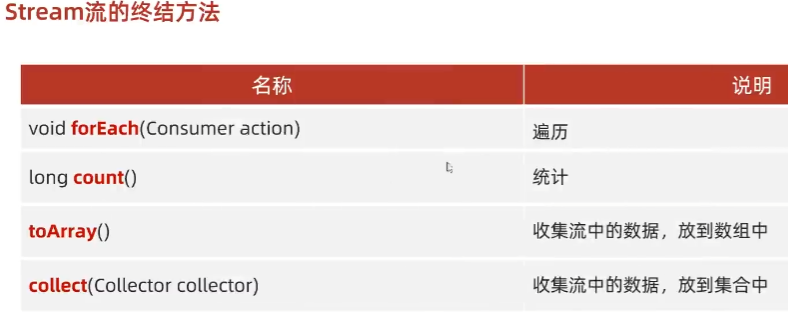 Stream流的终结方法
名称 说明
void forEach(Consumer action) 遍历
long count() 统计
toArray() 收集流中的数据，放到数组中
collect(Collector collector) 收集流中的数据，放到集合中